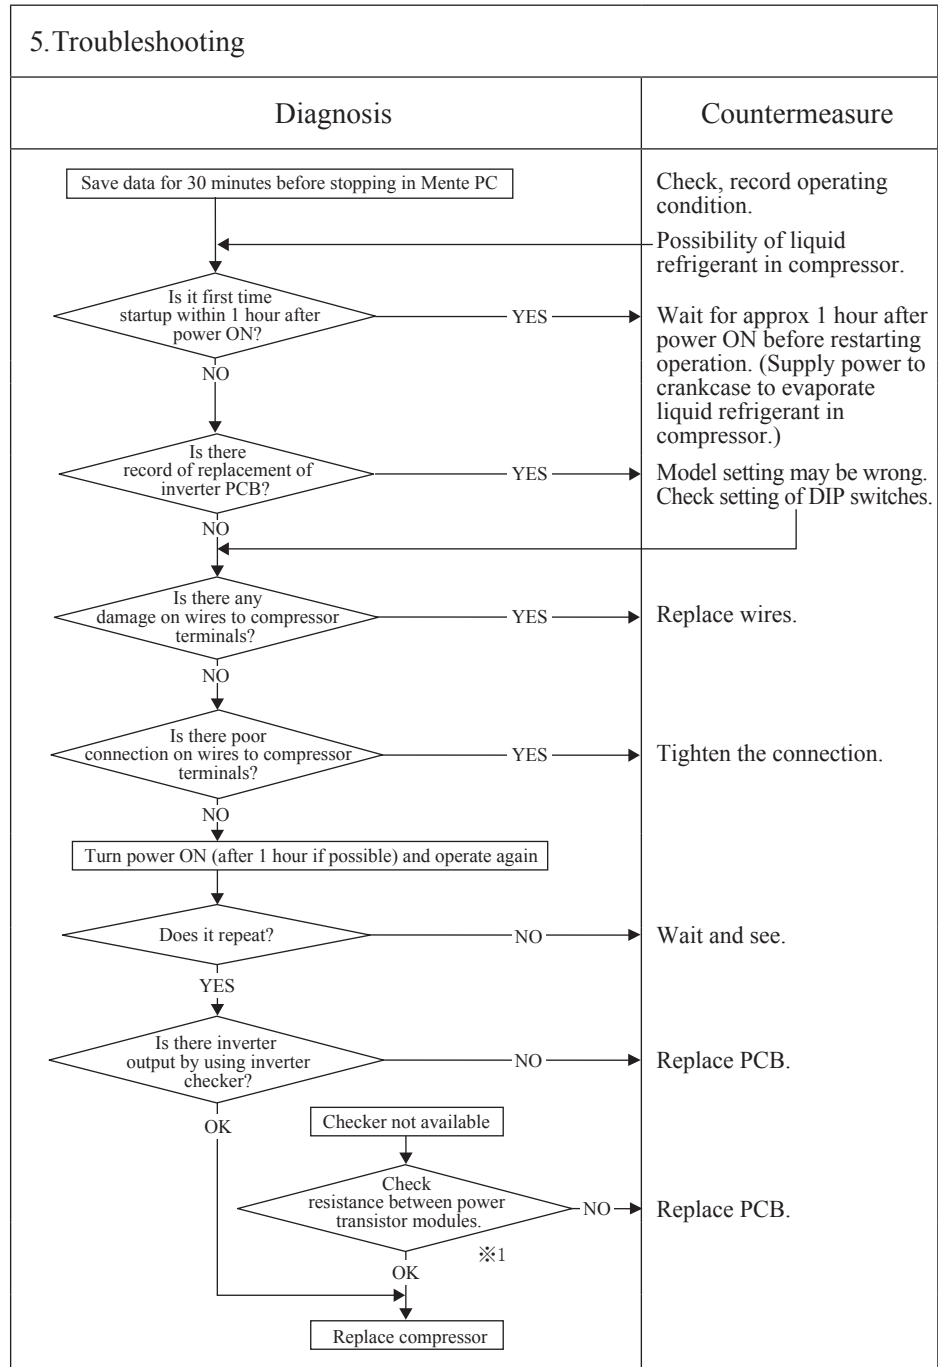 5.Troubleshooting
Diagnosis
Countermeasure
Save data for 30 minutes before stopping in Mente PC
Check, record operating
condition.
Possibility of liquid
refrigerant in compressor.
Is it first time
startup within 1 hour after
power ON?
YES
Wait for approx 1 hour after
power ON before restarting
operation. (Supply power to
crankcase to evaporate
liquid refrigerant in
compressor.)
NO
Is there
record of replacement of
inverter PCB?
YES
Model setting may be wrong.
Check setting of DIP switches.
NO
Is there any
damage on wires to compressor
terminals?
YES
Replace wires.
NO
Is there poor
connection on wires to compressor
terminals?
YES
Tighten the connection.
NO
Turn power ON (after 1 hour if possible) and operate again
Does it repeat?
NO
Wait and see.
YES
Is there inverter
output by using inverter
checker?
NO
Replace PCB.
OK
Checker not available
Check
resistance between power
transistor modules.
NO
Replace PCB.
※1
OK
Replace compressor